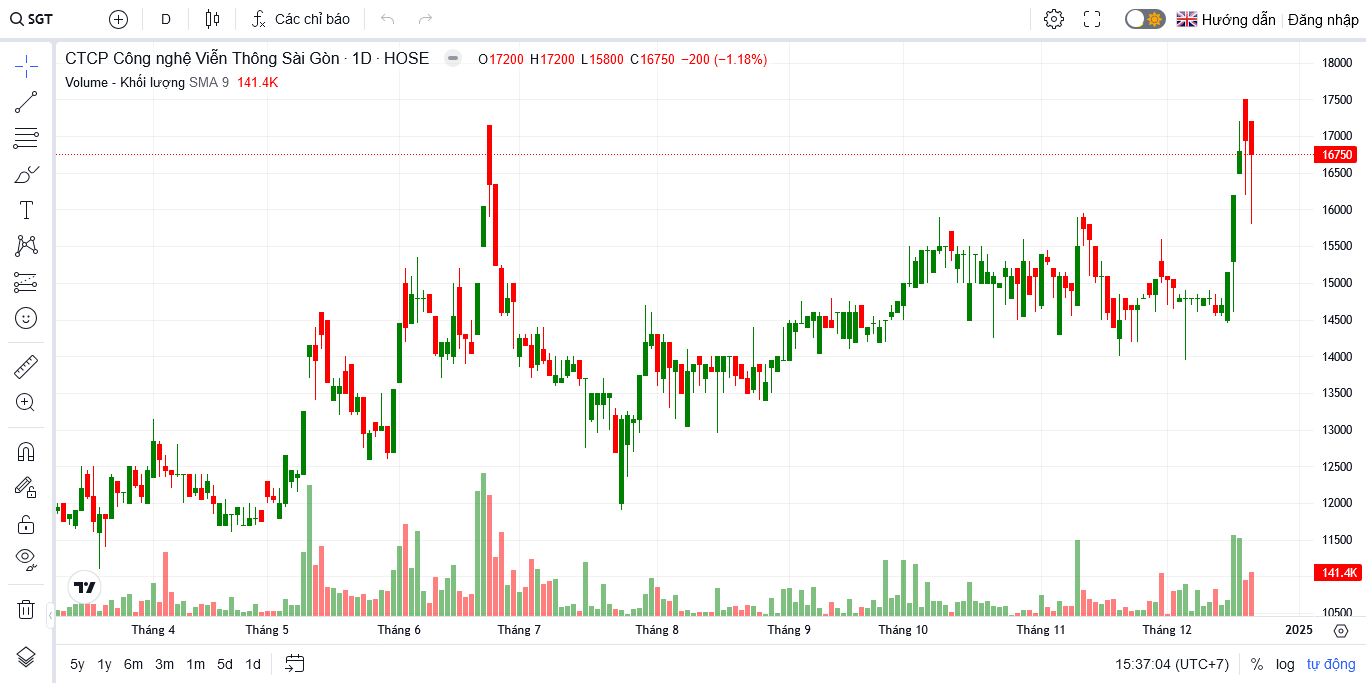 SGT D Các chỉ báo Hướng dẫn Đăng nhập
CTCP Công nghệ Viễn Thông Sài Gòn · 1D · HOSE O17200 H17200 L15800 C16750 −200 (−1.18%)
Volume - Khối lượng SMA 9 141.4K
18000
17500
17000
16750
16500
16000
15500
15000
14500
14000
13500
13000
12500
12000
11500
141.4K
10500
Tháng 4 Tháng 5 Tháng 6 Tháng 7 Tháng 8 Tháng 9 Tháng 10 Tháng 11 Tháng 12 2025
5y 1y 6m 3m 1m 5d 1d 15:37:04 (UTC+7) % log tự động